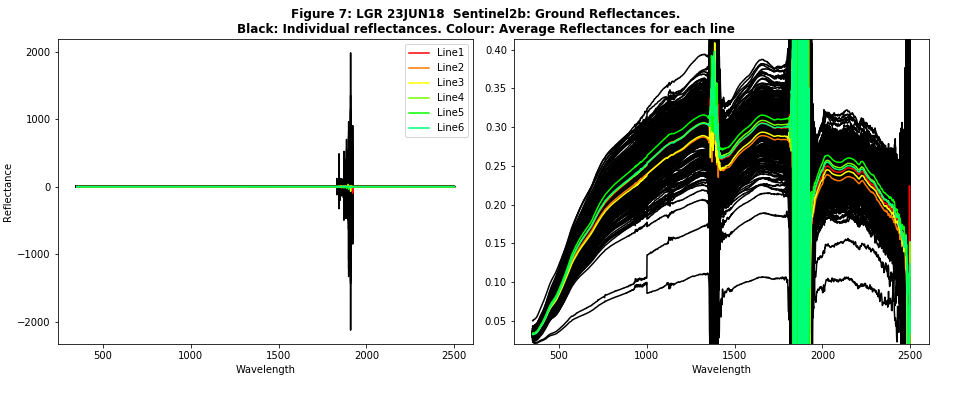 Figure 7: LGR 23JUN18  Sentinel2b: Ground Reflectances.
Black: Individual reflectances. Colour: Average Reflectances for each line
Reflectance
2000
1000
0
−1000
−2000
500
1000
1500
2000
2500
Wavelength
Line1
Line2
Line3
Line4
Line5
Line6
0.40
0.35
0.30
0.25
0.20
0.15
0.10
0.05
500
1000
1500
2000
2500
Wavelength